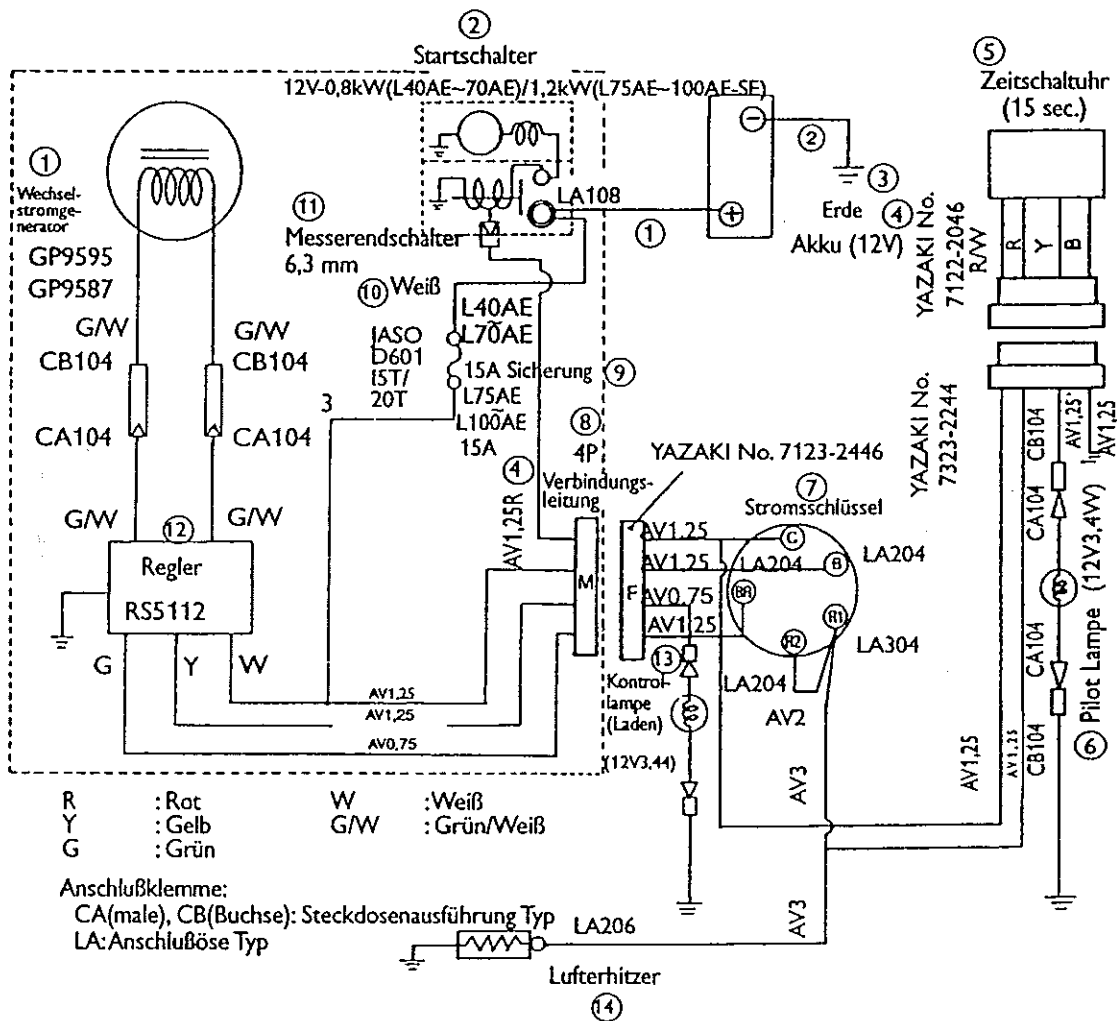 ②
Startschalter
12V-0,8kW(L40AE~70AE)/1,2kW(L75AE~100AE-SE)
⑤
Zeitschaltuhr
(15 sec.)
①
Wechsel-
stromge-
nerator
GP9595
GP9587
⊖
②
③
Erde
④
Akku (12V)
LA108
①
⊕
⑪
Messerendschalter
6,3 mm
⑩ Weiß
R
Y
B
YAZAKI No.
7122-2046
R/W
G/W
CB104
CA104
G/W
G/W
CB104
CA104
G/W
JASO
D601
15T/
20T
L40AE
~
L70AE
15A Sicherung
⑨
L75AE
~
L100AE
15A
3
⑧
4P
④
Verbindungs-
leitung
AV1,25R
YAZAKI No. 7123-2446
⑦
Stromsschlüssel
YAZAKI No.
7323-2244
CB104
AV1,25
AV1,25
CA104
⑫
Regler
RS5112
M
F
AV1,25
AV1,25
AV0,75
AV1,25
C
B
BR
R1
R2
LA204
LA204
LA304
LA204
AV2
G
Y
W
AV1,25
AV1,25
AV0,75
⑬
Kontrol-
lampe
(Laden)
(12V3,44)
AV3
AV1,25
AV1,25
CA104
CB104
⑥ Pilot Lampe (12V3,4W)
R :Rot
Y :Gelb
G :Grün
W :Weiß
G/W :Grün/Weiß
Anschlußklemme:
CA(male), CB(Buchse): Steckdosenausführung Typ
LA:Anschlußöse Typ
LA206
AV3
Lufterhitzer
⑭